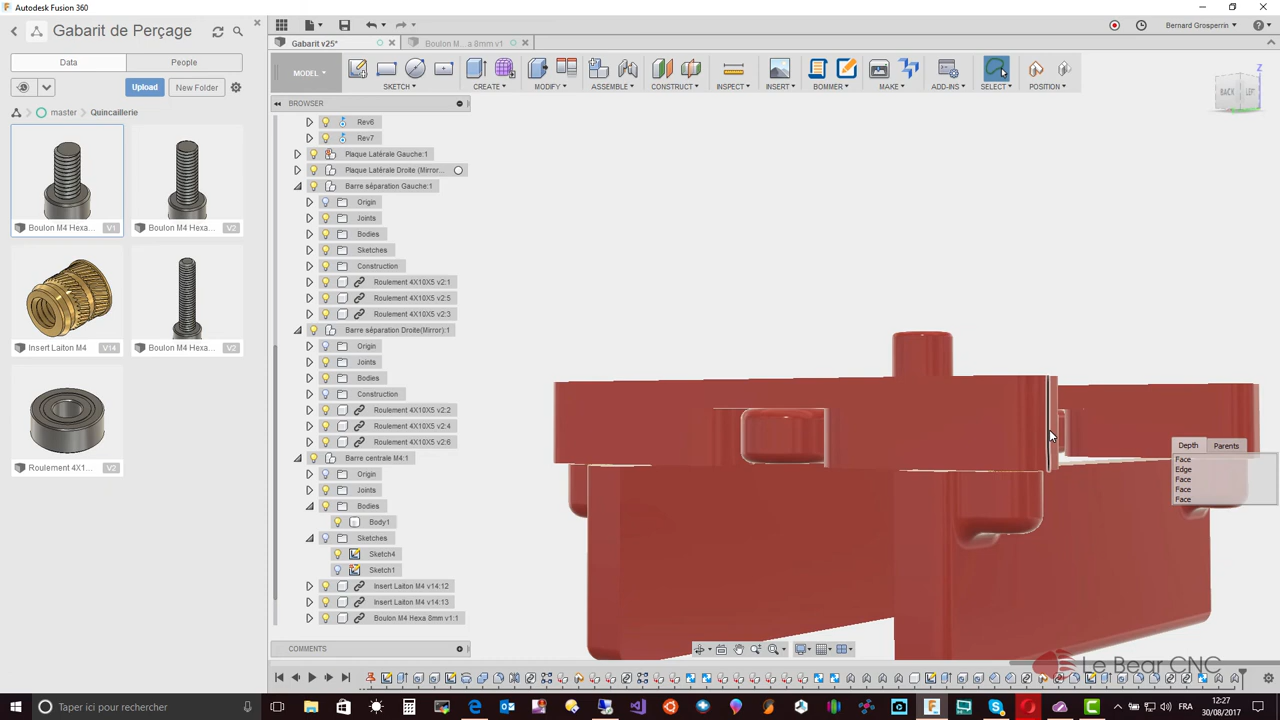 Autodesk Fusion 360
Gabarit de Perçage
Bernard Grosperrin
Data
People
Gabarit v25*
Boulon M...a 8mm v1
Upload
New Folder
MODEL
SKETCH
CREATE
MODIFY
ASSEMBLE
CONSTRUCT
INSPECT
INSERT
BOMMER
MAKE
ADD-INS
SELECT
POSITION
Z
BACK
LEFT
master
Quincaillerie
BROWSER
Boulon M4 Hexa...
V1
Boulon M4 Hexa...
V2
Insert Laiton M4
V14
Boulon M4 Hexa...
V2
Roulement 4X1...
V2
Rev6
Rev7
Plaque Latérale Gauche:1
Plaque Latérale Droite (Mirror...
Barre séparation Gauche:1
Origin
Joints
Bodies
Sketches
Construction
Roulement 4X10X5 v2:1
Roulement 4X10X5 v2:5
Roulement 4X10X5 v2:3
Barre séparation Droite(Mirror):1
Origin
Joints
Bodies
Construction
Roulement 4X10X5 v2:2
Roulement 4X10X5 v2:4
Roulement 4X10X5 v2:6
Barre centrale M4:1
Origin
Joints
Bodies
Body1
Sketches
Sketch4
Sketch1
Insert Laiton M4 v14:12
Insert Laiton M4 v14:13
Boulon M4 Hexa 8mm v1:1
Depth
Parents
Face
Edge
Face
Face
Face
COMMENTS
Le Bear CNC
Taper ici pour rechercher
FRA
12:27
30/08/2017